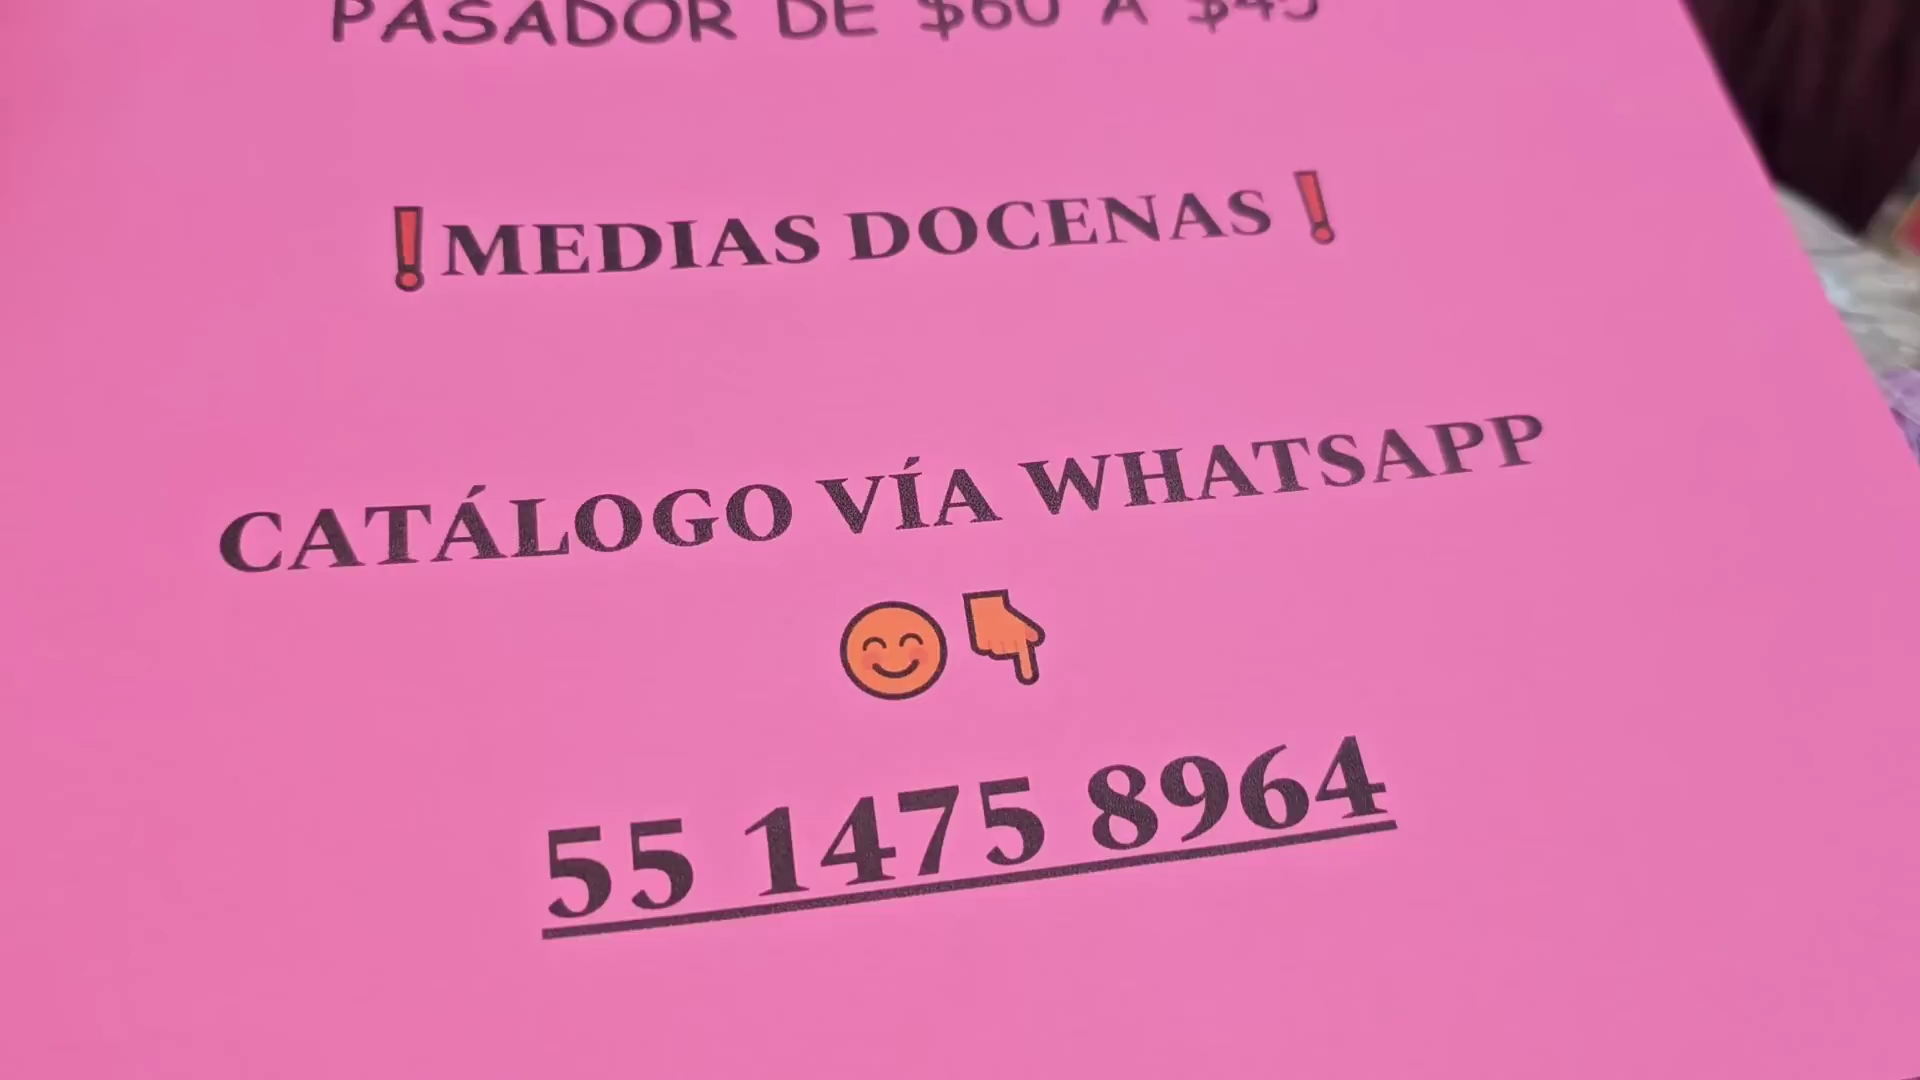 PASADOR DE $60 A $45
❗MEDIAS DOCENAS❗
CATÁLOGO VÍA WHATSAPP
😊👇
55 1475 8964